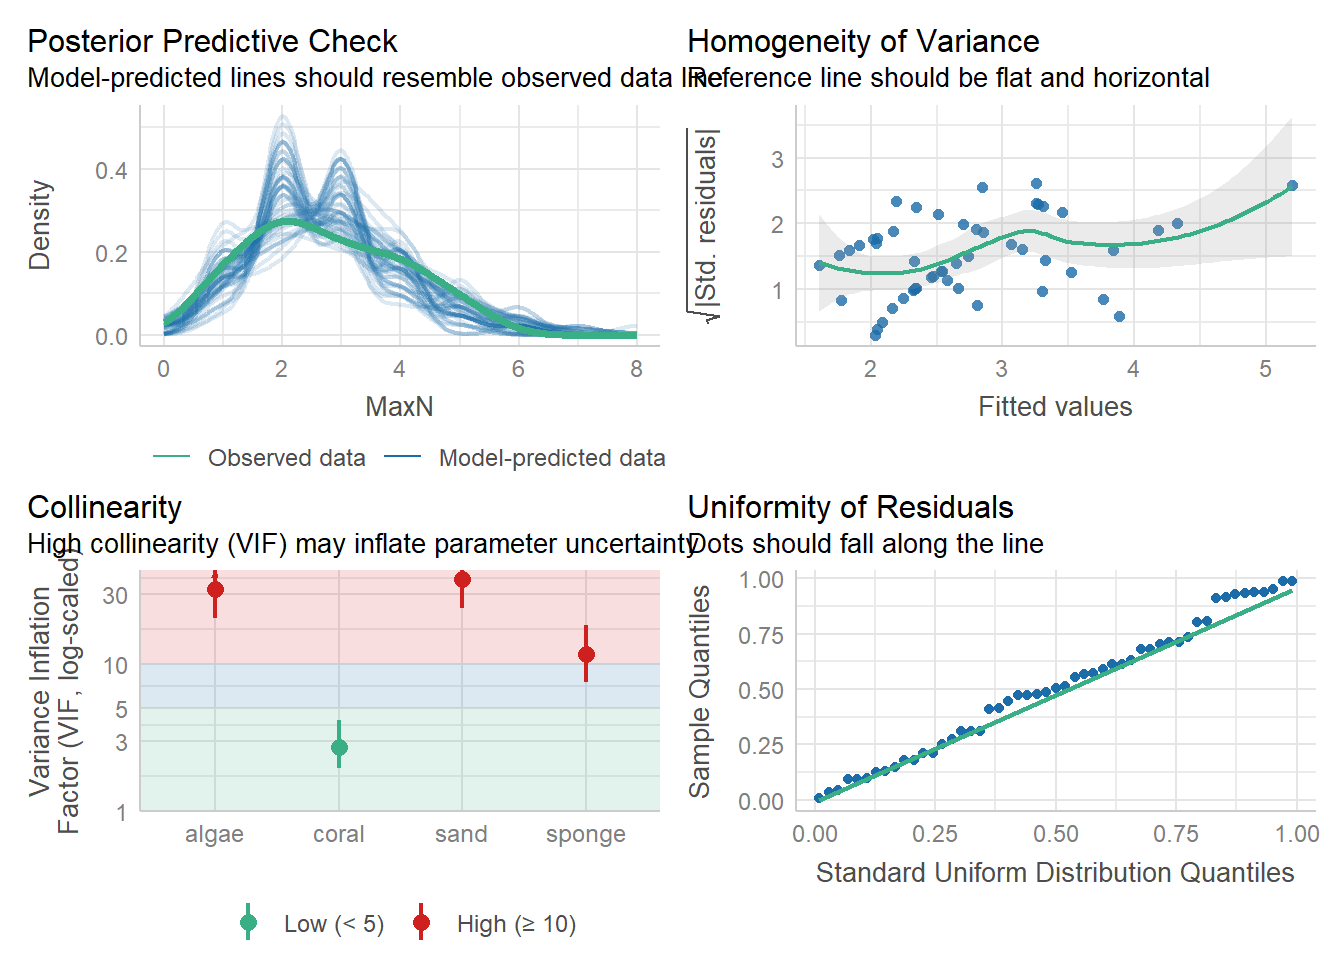 Posterior Predictive Check
Model-predicted lines should resemble observed data line
Density
0.4
0.2
0.0
0
2
4
6
8
MaxN
Observed data
Model-predicted data
Homogeneity of Variance
Reference line should be flat and horizontal
√|Std. residuals|
3
2
1
2
3
4
5
Fitted values
Collinearity
High collinearity (VIF) may inflate parameter uncertainty
Variance Inflation
Factor (VIF, log-scaled)
30
10
5
3
1
algae
coral
sand
sponge
Low (< 5)
High (≥ 10)
Uniformity of Residuals
Dots should fall along the line
Sample Quantiles
1.00
0.75
0.50
0.25
0.00
0.00
0.25
0.50
0.75
1.00
Standard Uniform Distribution Quantiles